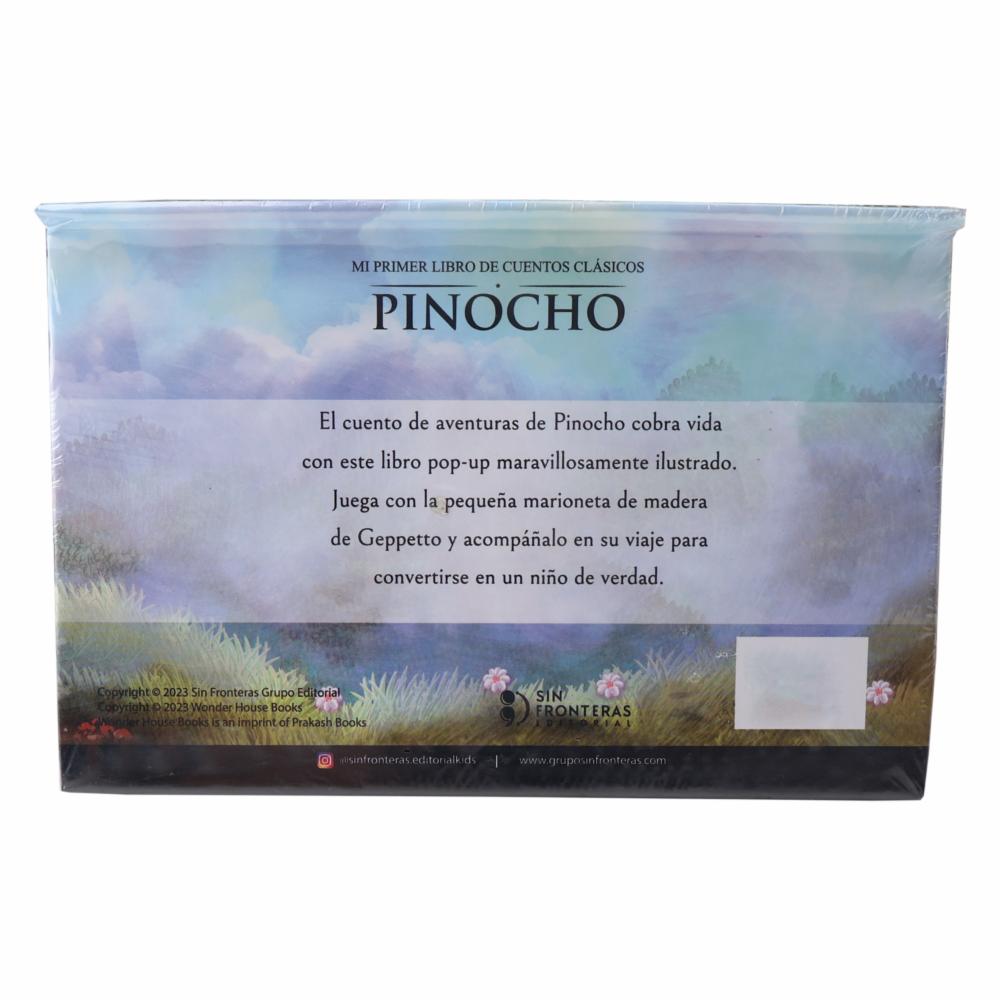 MI PRIMER LIBRO DE CUENTOS CLÁSICOS
PINOCHO
El cuento de aventuras de Pinocho cobra vida
con este libro pop-up maravillosamente ilustrado.
Juega con la pequeña marioneta de madera
de Geppetto y acompáñalo en su viaje para
convertirse en un niño de verdad.
Copyright © 2023 Sin Fronteras Grupo Editorial
Copyright © 2023 Wonder House Books
Wonder House Books is an imprint of Prakash Books
SIN
FRONTERAS
EDITORIAL
@sinfronteras.editorialkids | www.gruposinfronteras.com